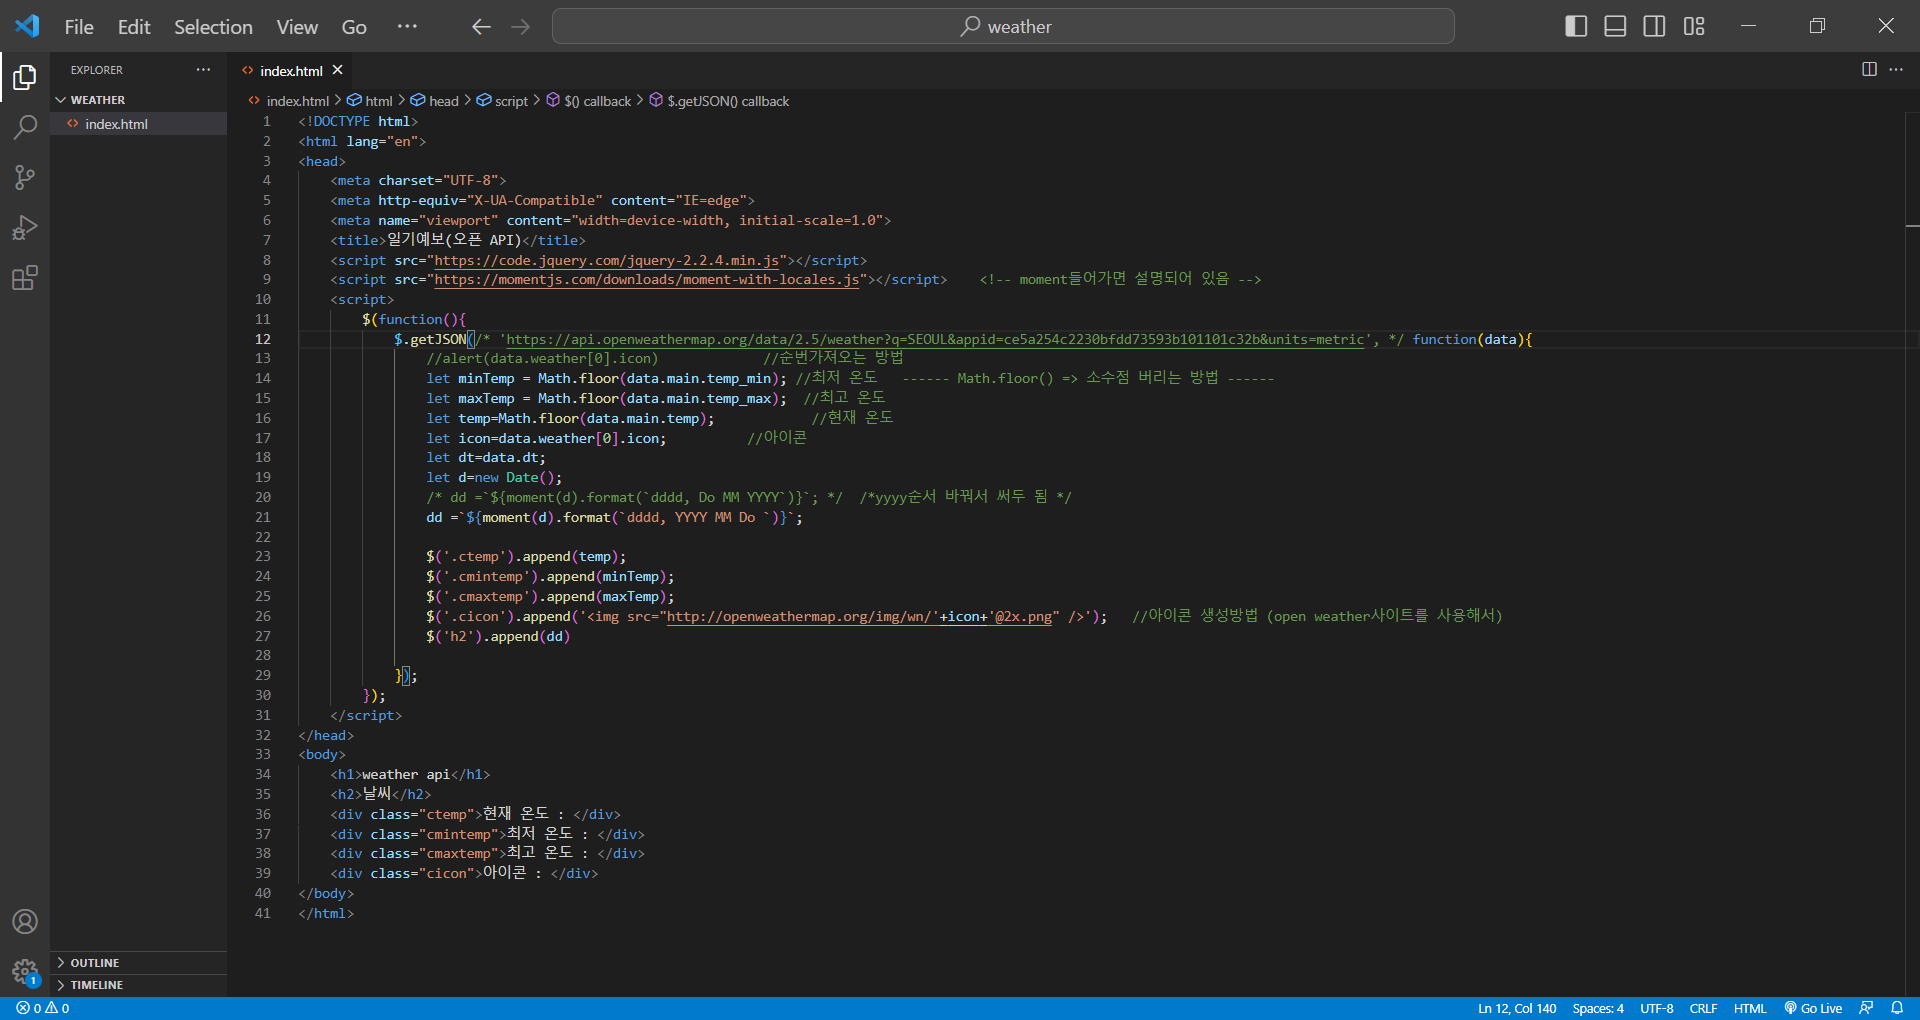 File Edit Selection View Go ··· weather
EXPLORER ···
WEATHER
index.html
index.html
index.html > html > head > script > $() callback > $.getJSON() callback
1 <!DOCTYPE html>
2 <html lang="en">
3 <head>
4 <meta charset="UTF-8">
5 <meta http-equiv="X-UA-Compatible" content="IE=edge">
6 <meta name="viewport" content="width=device-width, initial-scale=1.0">
7 <title>일기예보(오픈 API)</title>
8 <script src="https://code.jquery.com/jquery-2.2.4.min.js"></script>
9 <script src="https://momentjs.com/downloads/moment-with-locales.js"></script> <!-- moment들어가면 설명되어 있음 -->
10 <script>
11 $(function(){
12 $.getJSON(/* 'https://api.openweathermap.org/data/2.5/weather?q=SEOUL&appid=ce5a254c2230bfdd73593b101101c32b&units=metric', */ function(data){
13 //alert(data.weather[0].icon) //순번가져오는 방법
14 let minTemp = Math.floor(data.main.temp_min); //최저 온도 ------ Math.floor() => 소수점 버리는 방법 ------
15 let maxTemp = Math.floor(data.main.temp_max); //최고 온도
16 let temp=Math.floor(data.main.temp); //현재 온도
17 let icon=data.weather[0].icon; //아이콘
18 let dt=data.dt;
19 let d=new Date();
20 /* dd =`${moment(d).format(`dddd, Do MM YYYY`)}`; */ /*yyyy순서 바꿔서 써두 됨 */
21 dd =`${moment(d).format(`dddd, YYYY MM Do `)}`;
22
23 $('.ctemp').append(temp);
24 $('.cmintemp').append(minTemp);
25 $('.cmaxtemp').append(maxTemp);
26 $('.cicon').append('<img src="http://openweathermap.org/img/wn/'+icon+'@2x.png" />'); //아이콘 생성방법 (open weather사이트를 사용해서)
27 $('h2').append(dd)
28
29 });
30 });
31 </script>
32 </head>
33 <body>
34 <h1>weather api</h1>
35 <h2>날씨</h2>
36 <div class="ctemp">현재 온도 : </div>
37 <div class="cmintemp">최저 온도 : </div>
38 <div class="cmaxtemp">최고 온도 : </div>
39 <div class="cicon">아이콘 : </div>
40 </body>
41 </html>
OUTLINE
TIMELINE
1
0 0 Ln 12, Col 140 Spaces: 4 UTF-8 CRLF HTML Go Live